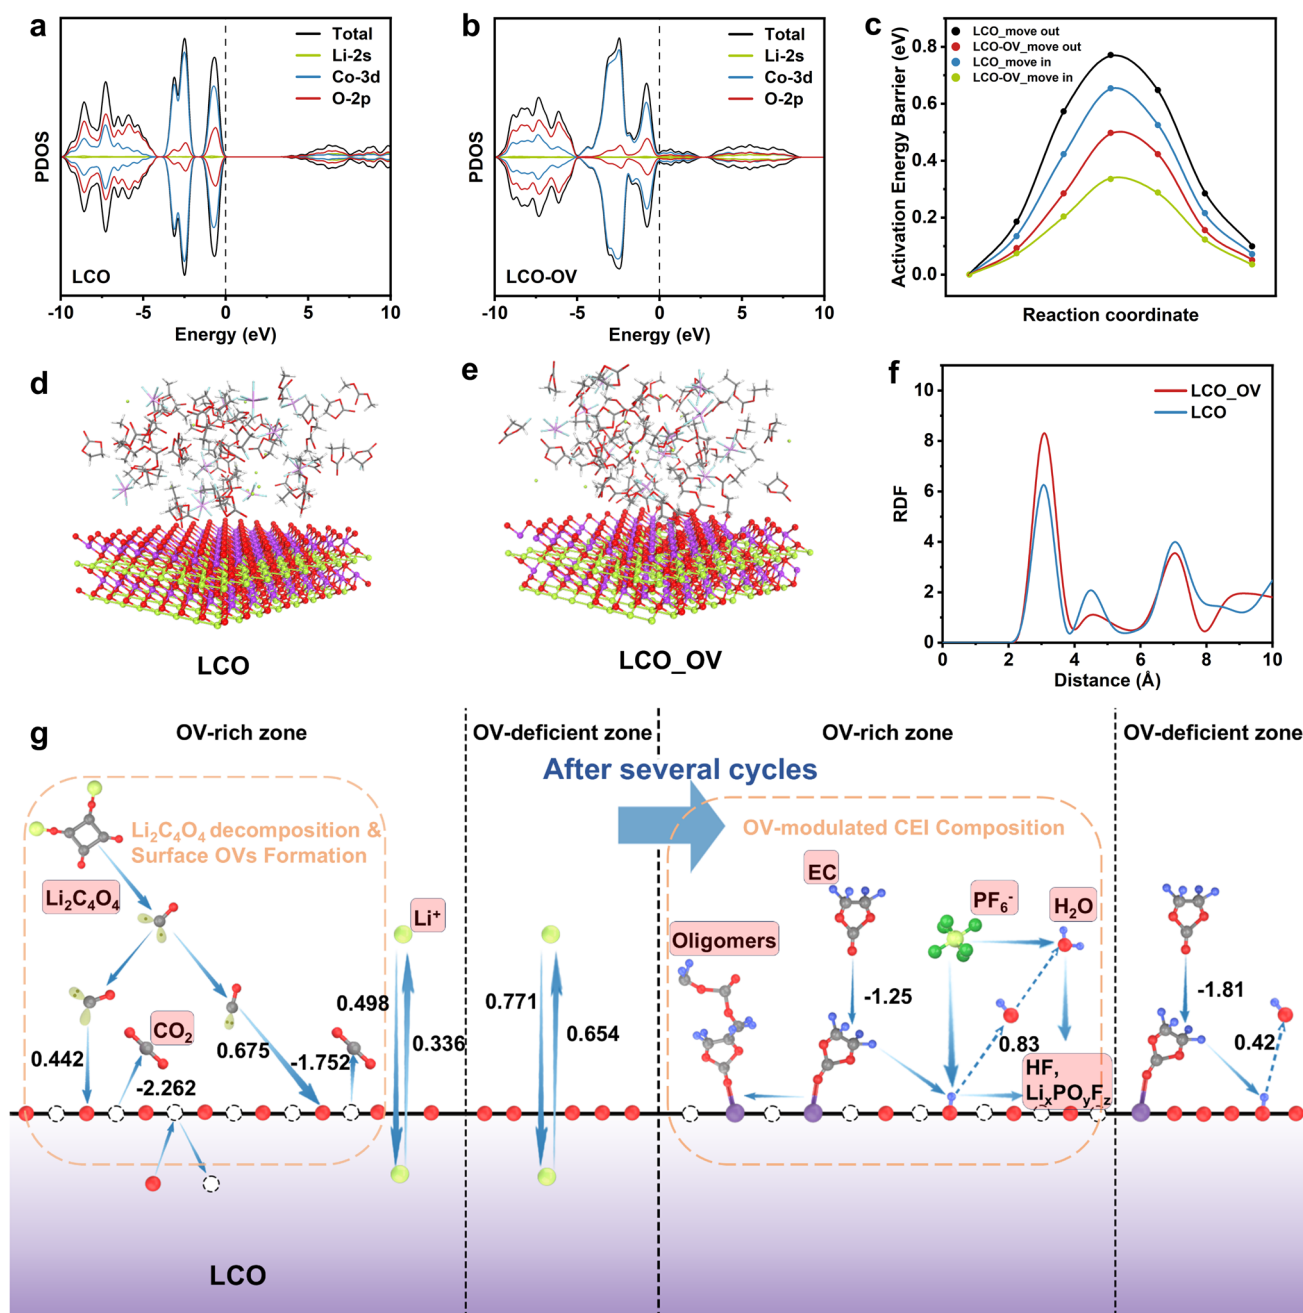 a
Total
Li-2s
Co-3d
O-2p
PDOS
LCO
-10
-5
0
5
10
Energy (eV)
b
Total
Li-2s
Co-3d
O-2p
PDOS
LCO-OV
-10
-5
0
5
10
Energy (eV)
c
LCO_move out
LCO-OV_move out
LCO_move in
LCO-OV_move in
Activation Energy Barrier (eV)
0.8
0.6
0.4
0.2
0.0
Reaction coordinate
d
LCO
e
LCO_OV
f
LCO_OV
LCO
RDF
10
8
6
4
2
0
0
2
4
6
8
10
Distance (Å)
g
OV-rich zone
OV-deficient zone
OV-rich zone
OV-deficient zone
After several cycles
Li₂C₄O₄ decomposition &
Surface OVs Formation
OV-modulated CEI Composition
Li₂C₄O₄
CO₂
0.442
-2.262
0.675
-1.752
Li⁺
0.498
0.336
0.771
0.654
Oligomers
EC
-1.25
PF₆⁻
H₂O
0.83
HF,
LiₓPOᵧF_z
-1.81
0.42
LCO